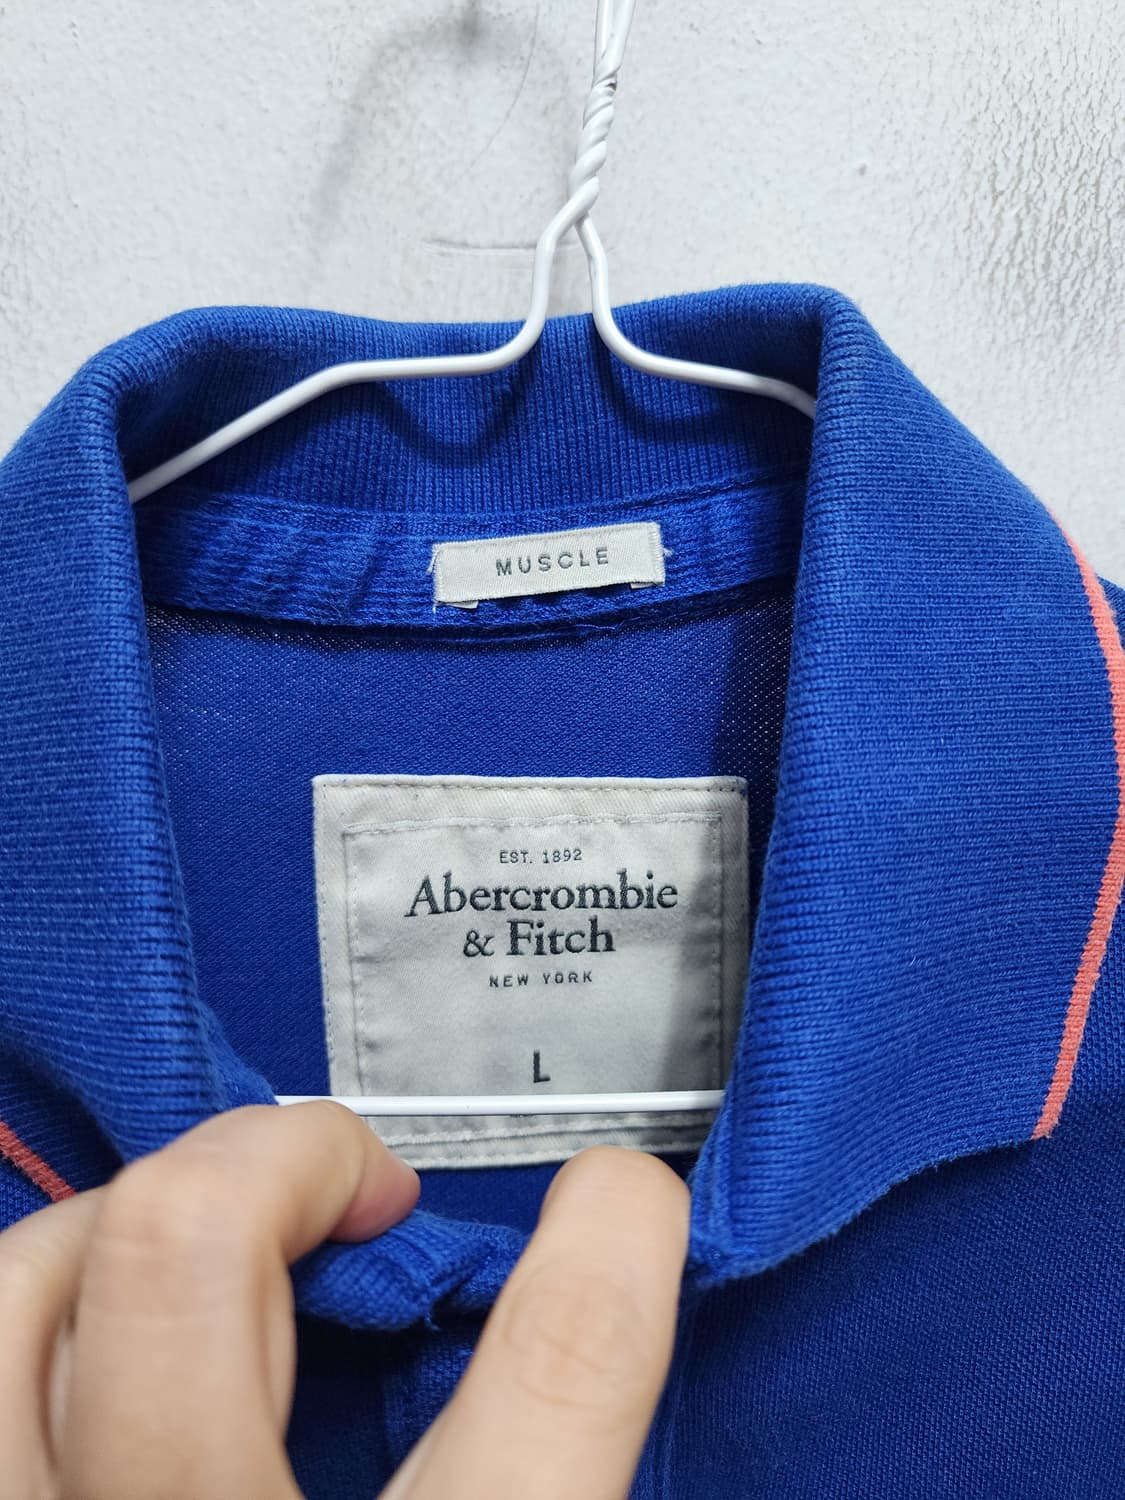 MUSCLE
EST. 1892
Abercrombie
& Fitch
NEW YORK
L